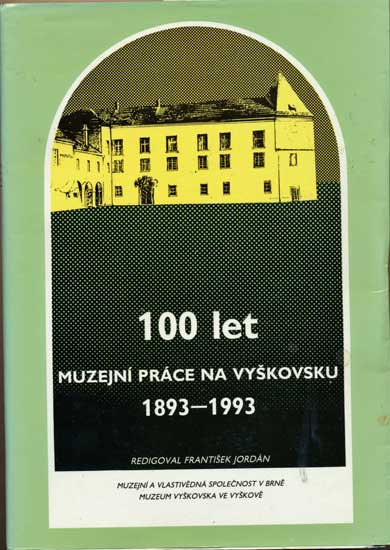 100 let
MUZEJNÍ PRÁCE NA VYŠKOVSKU
1893–1993
REDIGOVAL FRANTIŠEK JORDÁN
MUZEJNÍ A VLASTIVĚDNÁ SPOLEČNOST V BRNĚ
MUZEUM VYŠKOVSKA VE VYŠKOVĚ